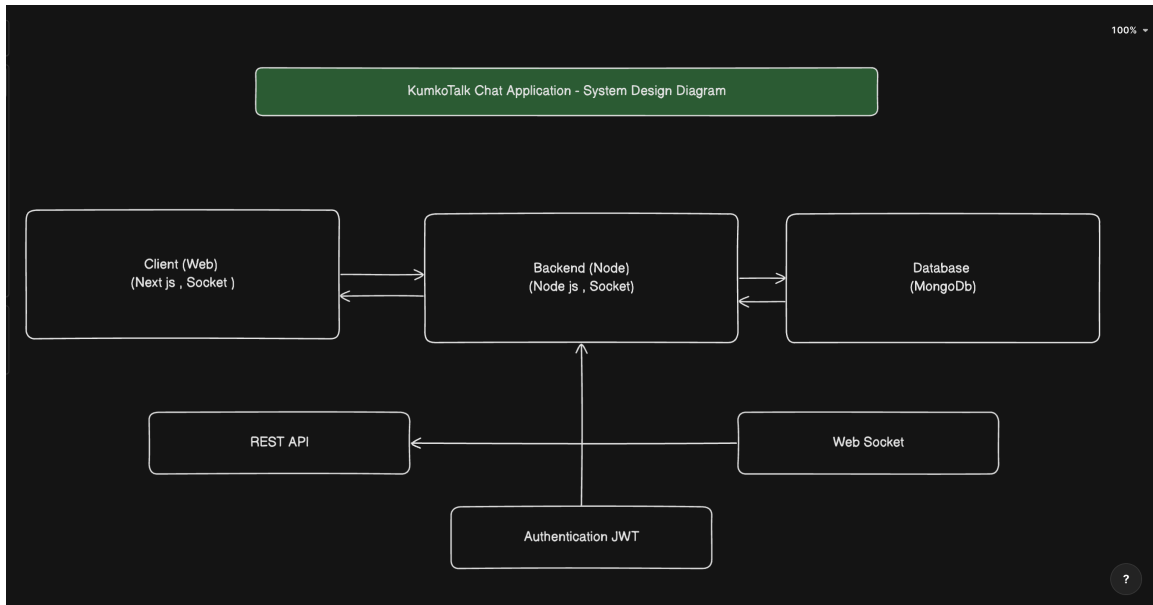 100%
KumkoTalk Chat Application - System Design Diagram
Client (Web)
(Next js , Socket )
Backend (Node)
(Node js , Socket)
Database
(MongoDb)
REST API
Web Socket
Authentication JWT
?